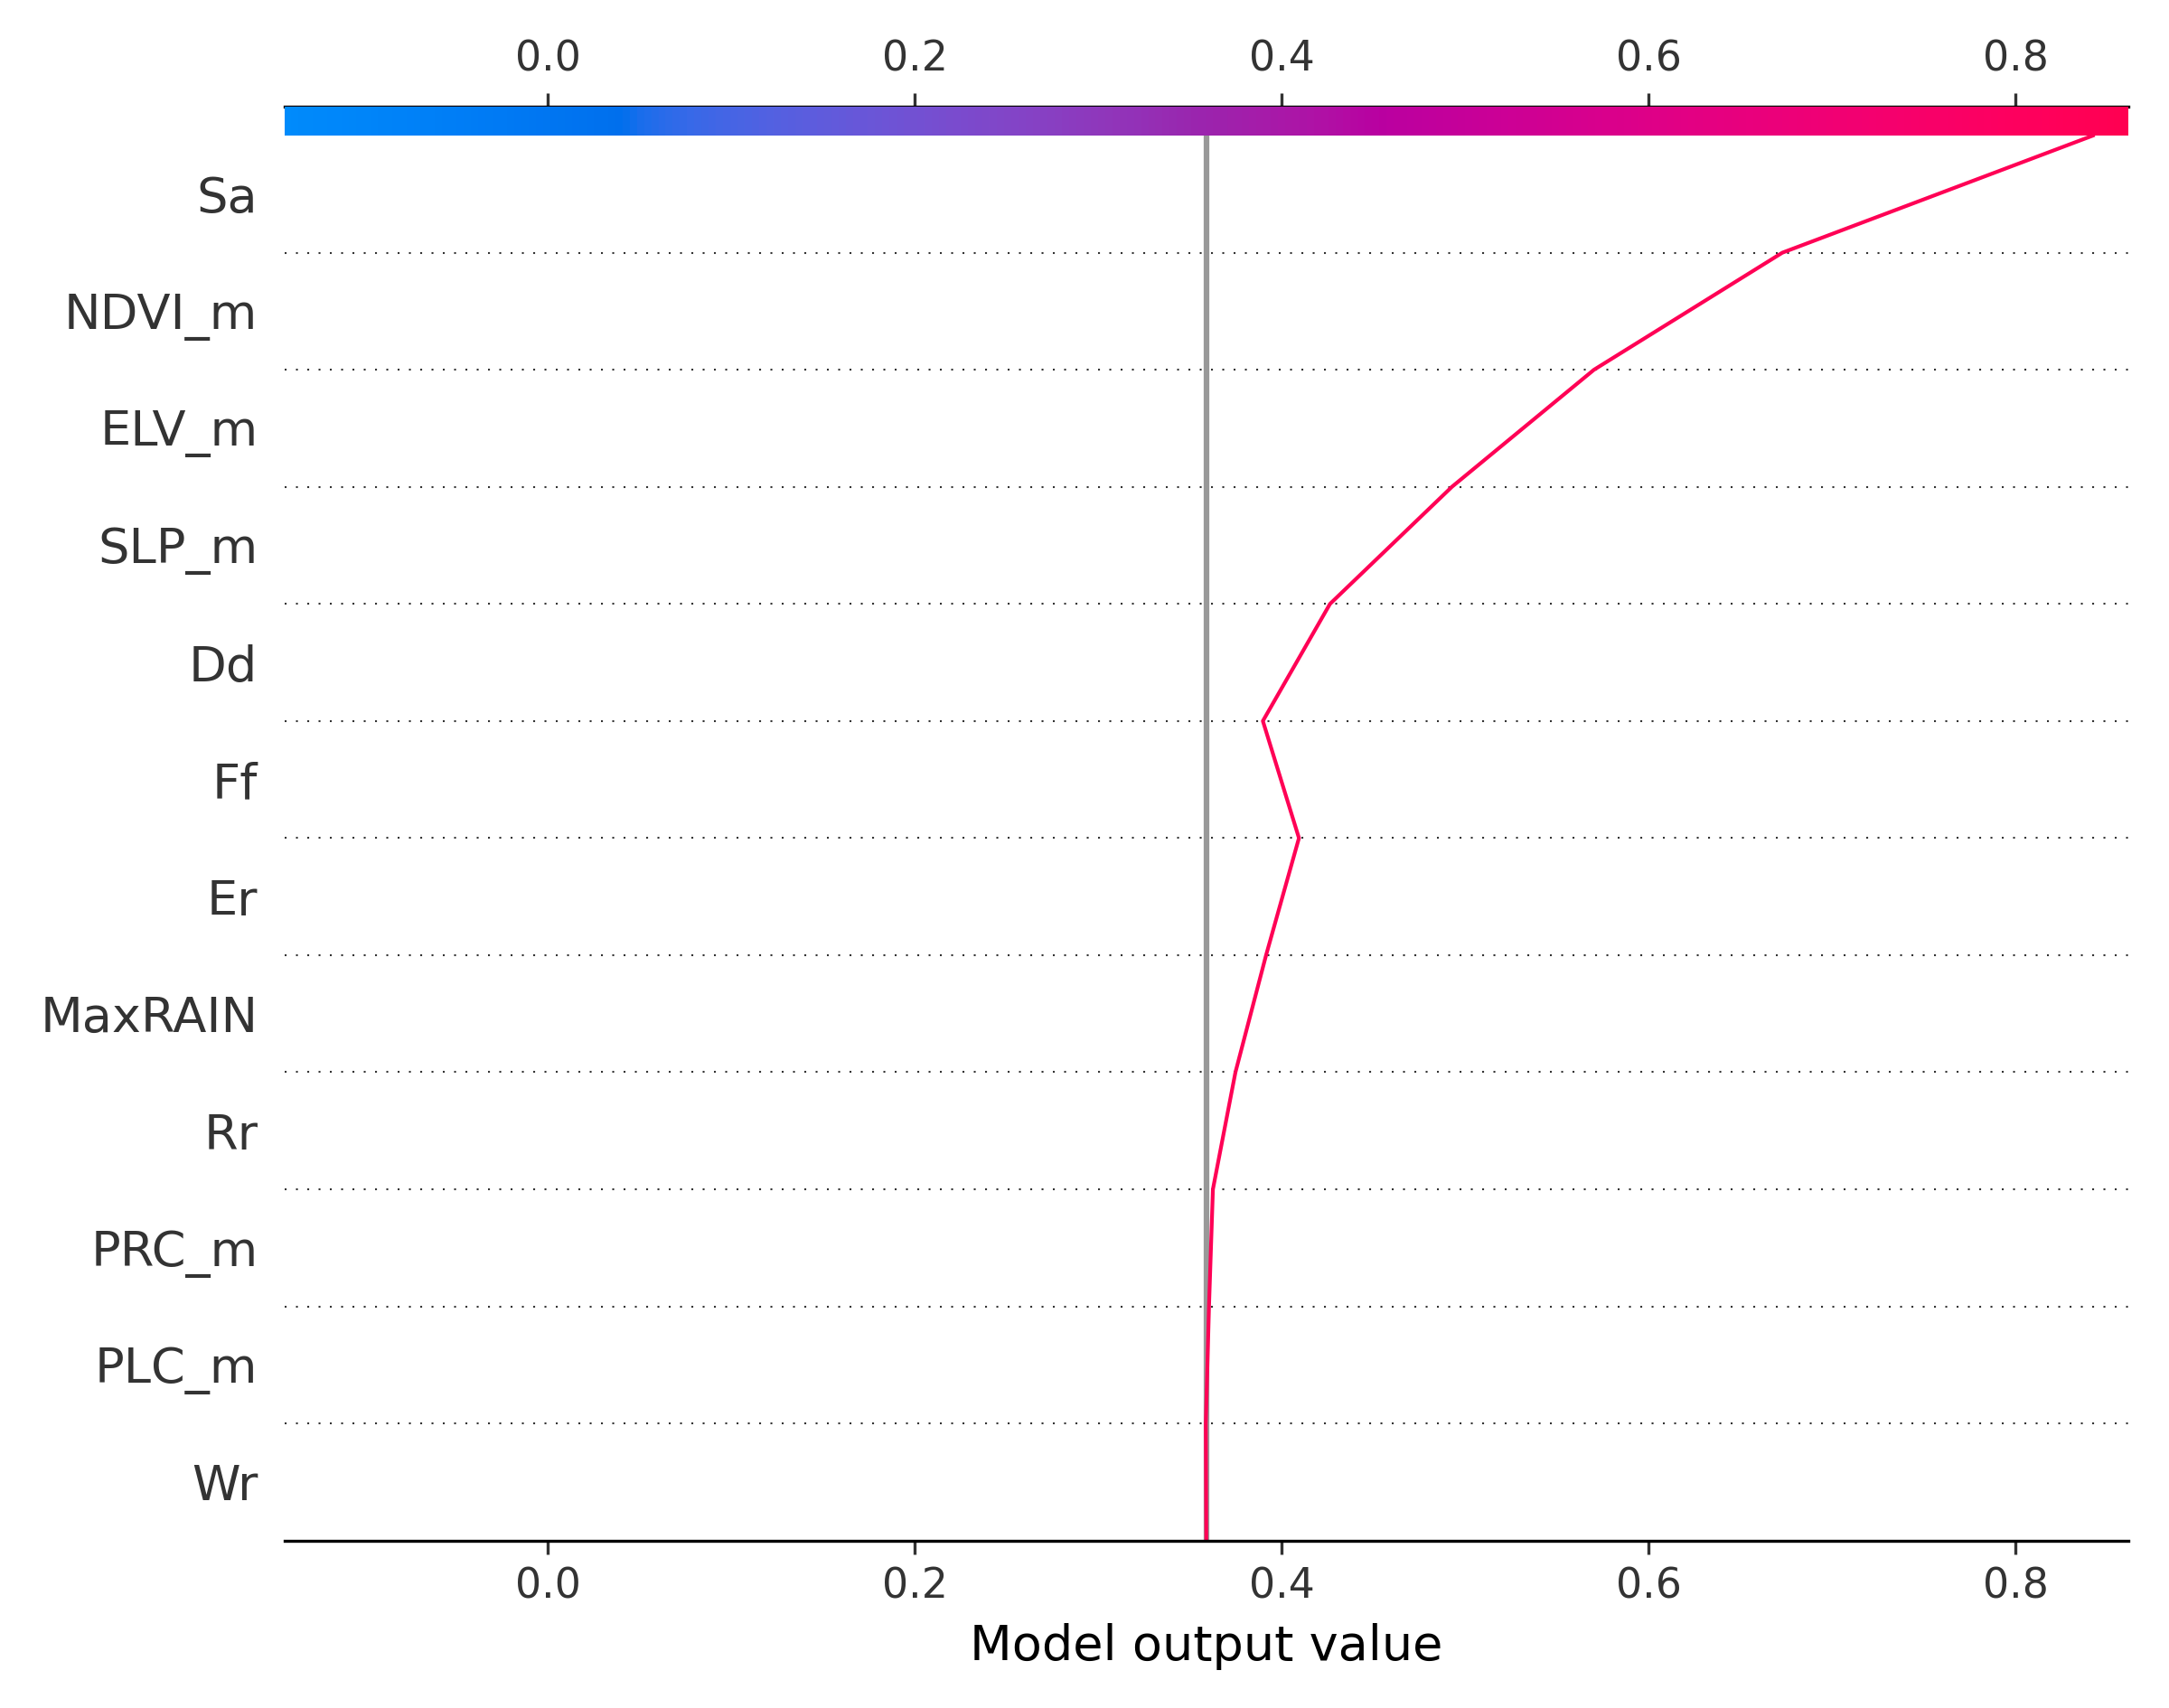 0.0 0.2 0.4 0.6 0.8
Sa
NDVI_m
ELV_m
SLP_m
Dd
Ff
Er
MaxRAIN
Rr
PRC_m
PLC_m
Wr
0.0 0.2 0.4 0.6 0.8
Model output value